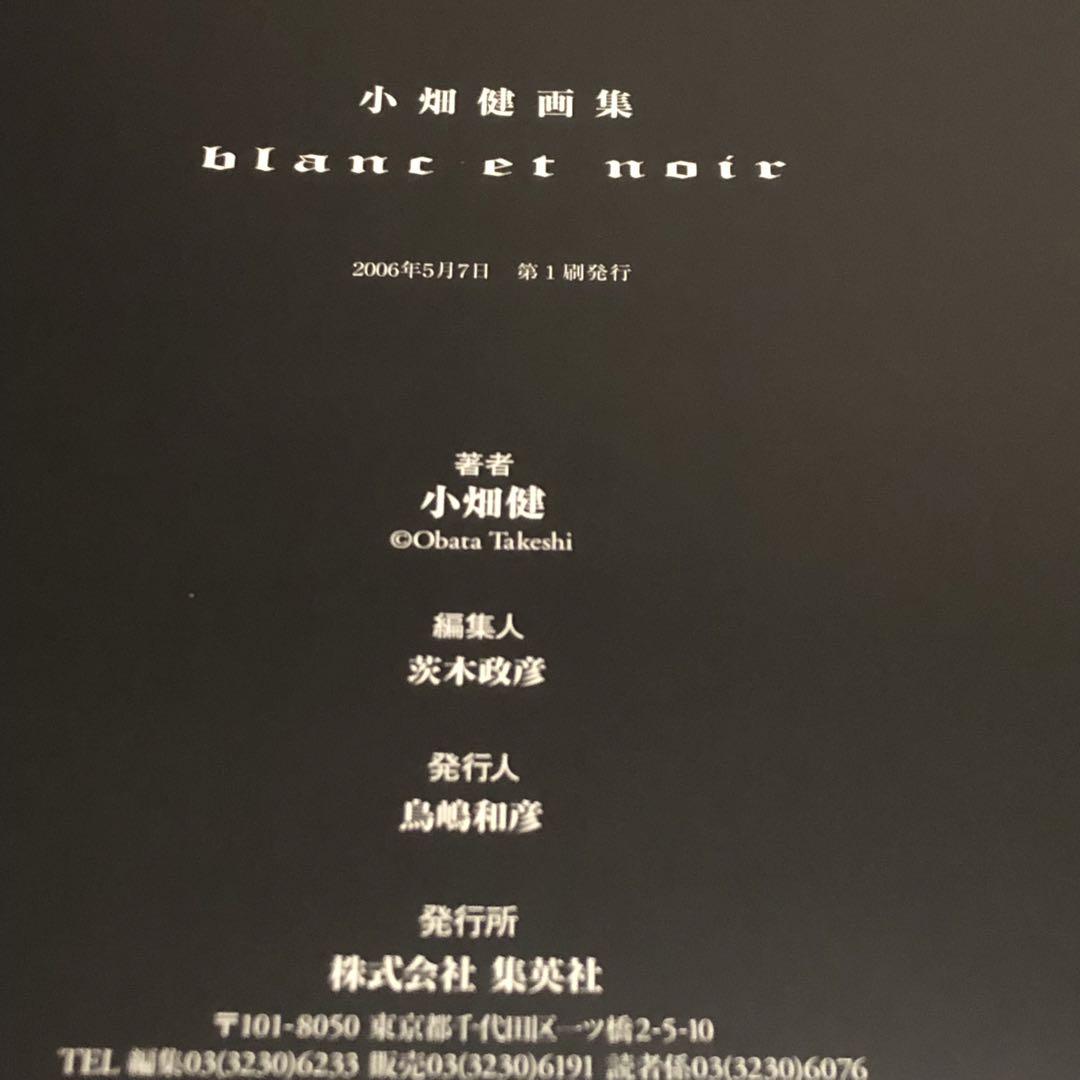 小畑健画集
blanc et noir
2006年5月7日　第1刷発行
著者
小畑健
©Obata Takeshi
編集人
茨木政彦
発行人
鳥嶋和彦
発行所
株式会社 集英社
〒101-8050 東京都千代田区一ツ橋2-5-10
TEL 編集03(3230)6233 販売03(3230)6191 読者係03(3230)6076